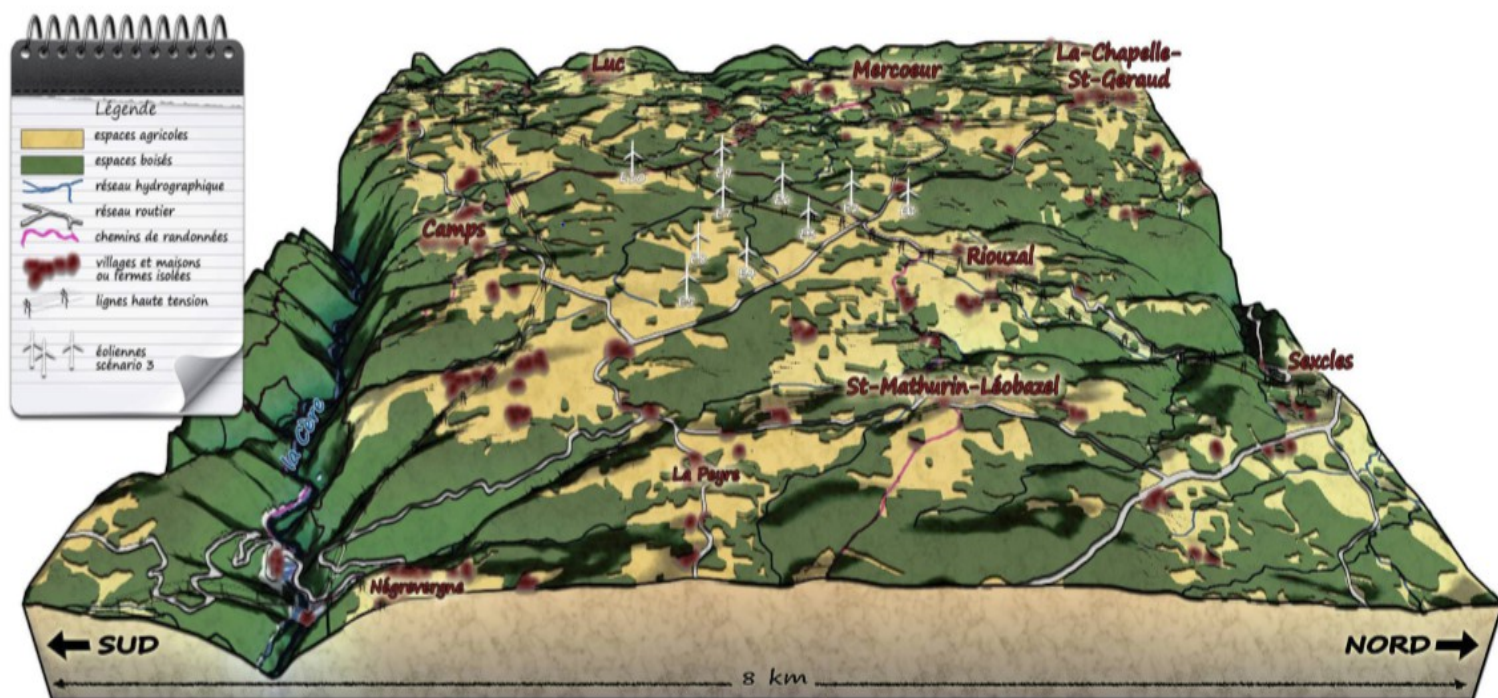 Légende
espaces agricoles
espaces boisés
réseau hydrographique
réseau routier
chemins de randonnées
villages et maisons
ou fermes isolées
lignes haute tension
éoliennes
scénario 3
Luc
Mercoeur
La-Chapelle-
St-Geraud
Camps
Riouzal
Sexcles
St-Mathurin-Léobazel
la Cère
La Peyre
Négrevergne
SUD
NORD
8 km